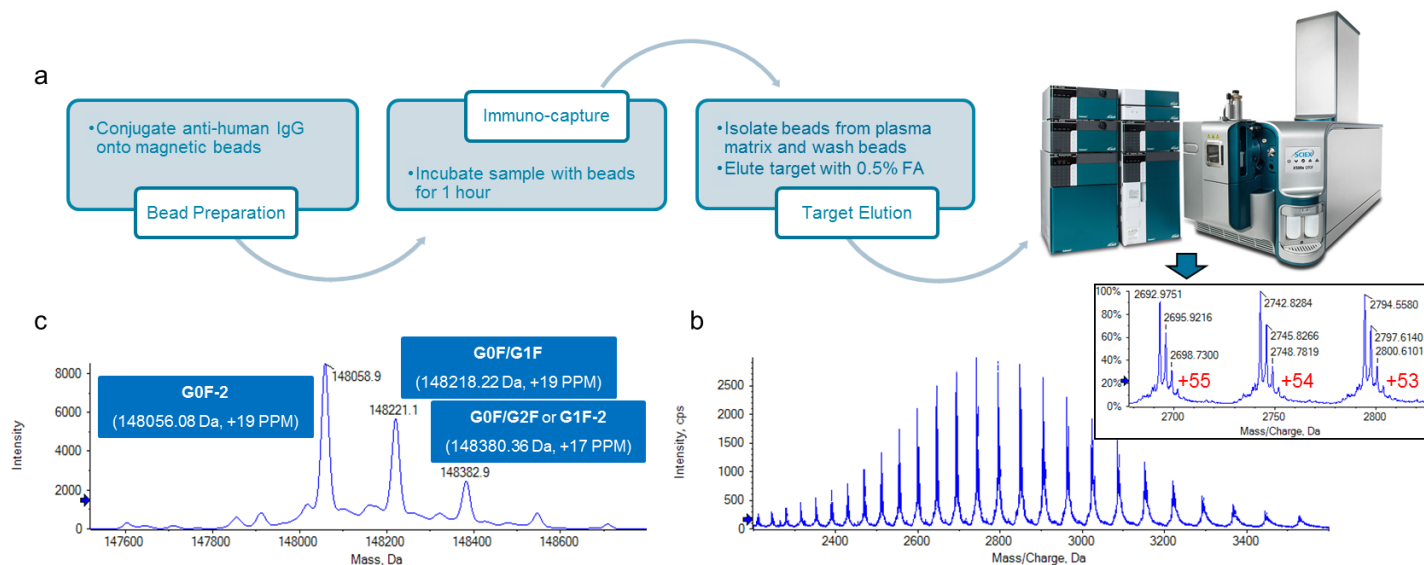 a
•Conjugate anti-human IgG
onto magnetic beads
Bead Preparation
Immuno-capture
•Incubate sample with beads
for 1 hour
•Isolate beads from plasma
matrix and wash beads
•Elute target with 0.5% FA
Target Elution
SCIEX
c
G0F-2
(148056.08 Da, +19 PPM)
G0F/G1F
(148218.22 Da, +19 PPM)
G0F/G2F or G1F-2
(148380.36 Da, +17 PPM)
148058.9
148221.1
148382.9
8000
6000
4000
2000
0
Intensity
147600
147800
148000
148200
148400
148600
Mass, Da
b
2500
2000
1500
1000
500
0
Intensity, cps
2400
2600
2800
3000
3200
3400
Mass/Charge, Da
100%
80%
60%
40%
20%
0%
2692.9751
2695.9216
2698.7300
+55
2742.8284
2745.8266
2748.7819
+54
2794.5580
2797.6140
2800.6101
+53
2700
2750
2800
Mass/Charge, Da